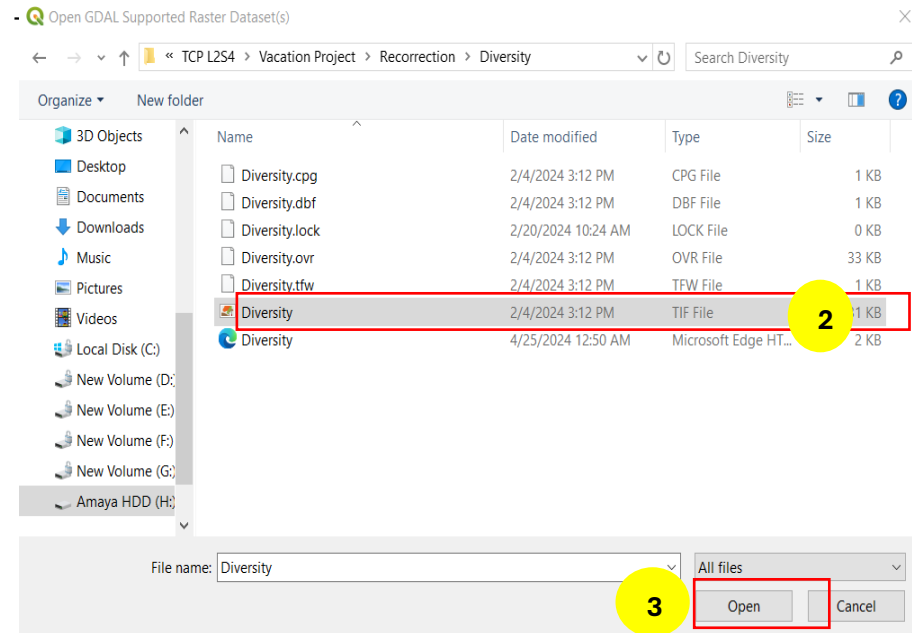 Open GDAL Supported Raster Dataset(s)
« TCP L2S4 > Vacation Project > Recorrection > Diversity
Search Diversity
Organize
New folder
3D Objects
Desktop
Documents
Downloads
Music
Pictures
Videos
Local Disk (C:)
New Volume (D:)
New Volume (E:)
New Volume (F:)
New Volume (G:)
Amaya HDD (H:)
Name Date modified Type Size
Diversity.cpg 2/4/2024 3:12 PM CPG File 1 KB
Diversity.dbf 2/4/2024 3:12 PM DBF File 1 KB
Diversity.lock 2/20/2024 10:24 AM LOCK File 0 KB
Diversity.ovr 2/4/2024 3:12 PM OVR File 33 KB
Diversity.tfw 2/4/2024 3:12 PM TFW File 1 KB
Diversity 2/4/2024 3:12 PM TIF File KB
2
Diversity 4/25/2024 12:50 AM Microsoft Edge HT... 2 KB
File name: Diversity
All files
3
Open
Cancel